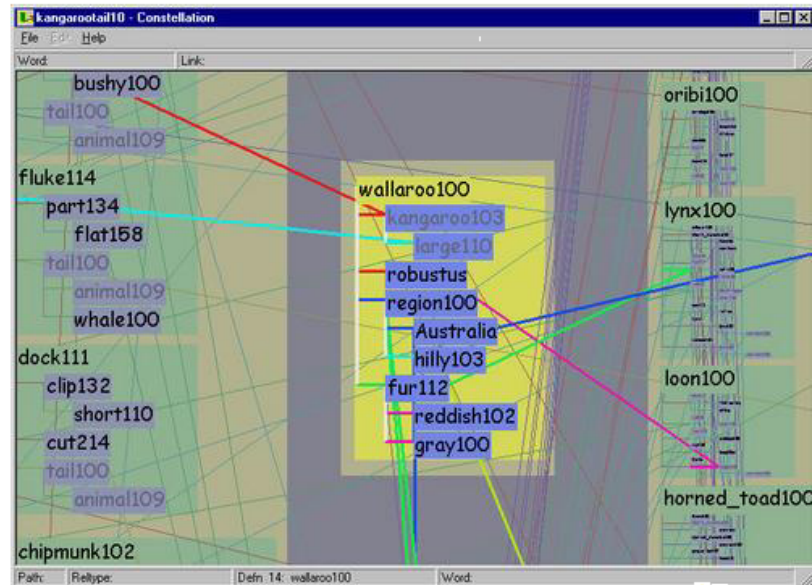 kangarootail10 - Constellation
File Edit Help
Word: Link:
bushy100
tail100
animal109
fluke114
part134
flat158
tail100
animal109
whale100
dock111
clip132
short110
cut214
tail100
animal109
chipmunk102
wallaroo100
kangaroo103
large110
robustus
region100
Australia
hilly103
fur112
reddish102
gray100
oribi100
lynx100
loon100
horned_toad100
Path: Reltype: Defn 14: wallaroo100 Word: